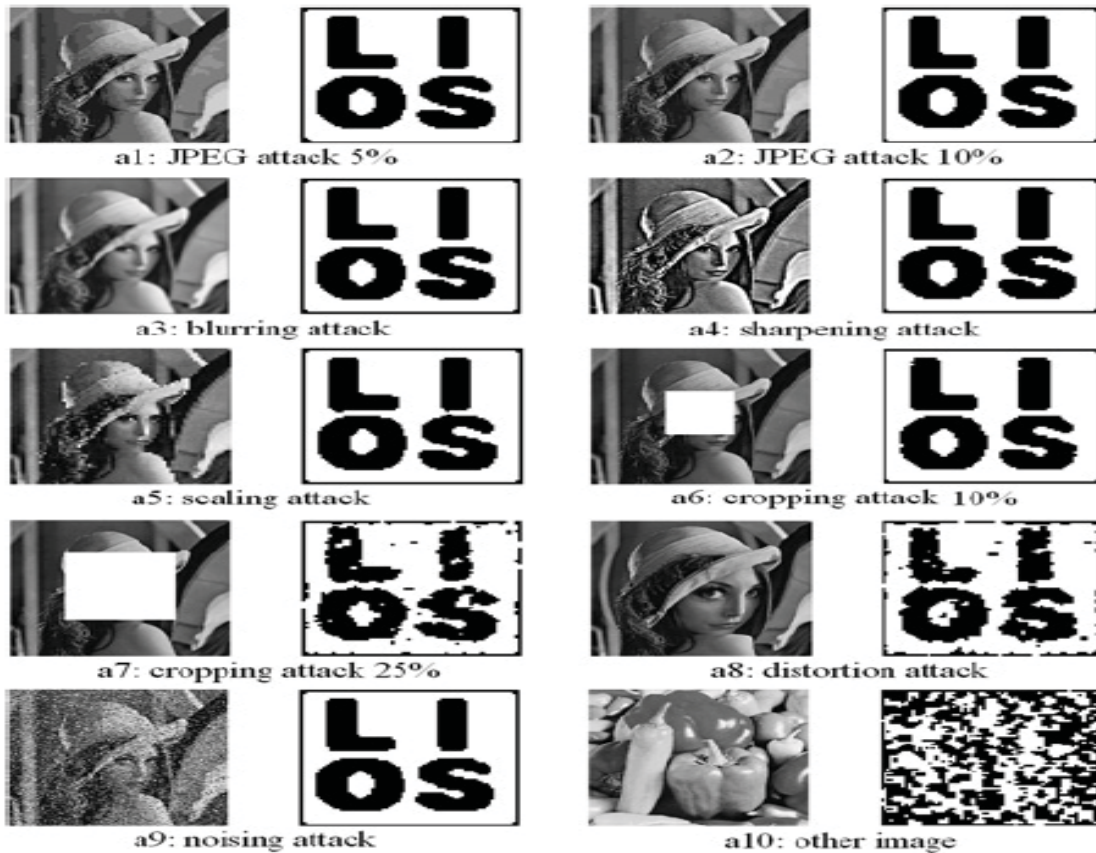 L I
OS
L I
OS
a1: JPEG attack 5%
a2: JPEG attack 10%
L I
OS
L I
OS
a3: blurring attack
a4: sharpening attack
L I
OS
L I
OS
a5: scaling attack
a6: cropping attack 10%
L I
OS
L I
OS
a7: cropping attack 25%
a8: distortion attack
L I
OS
a9: noising attack
a10: other image